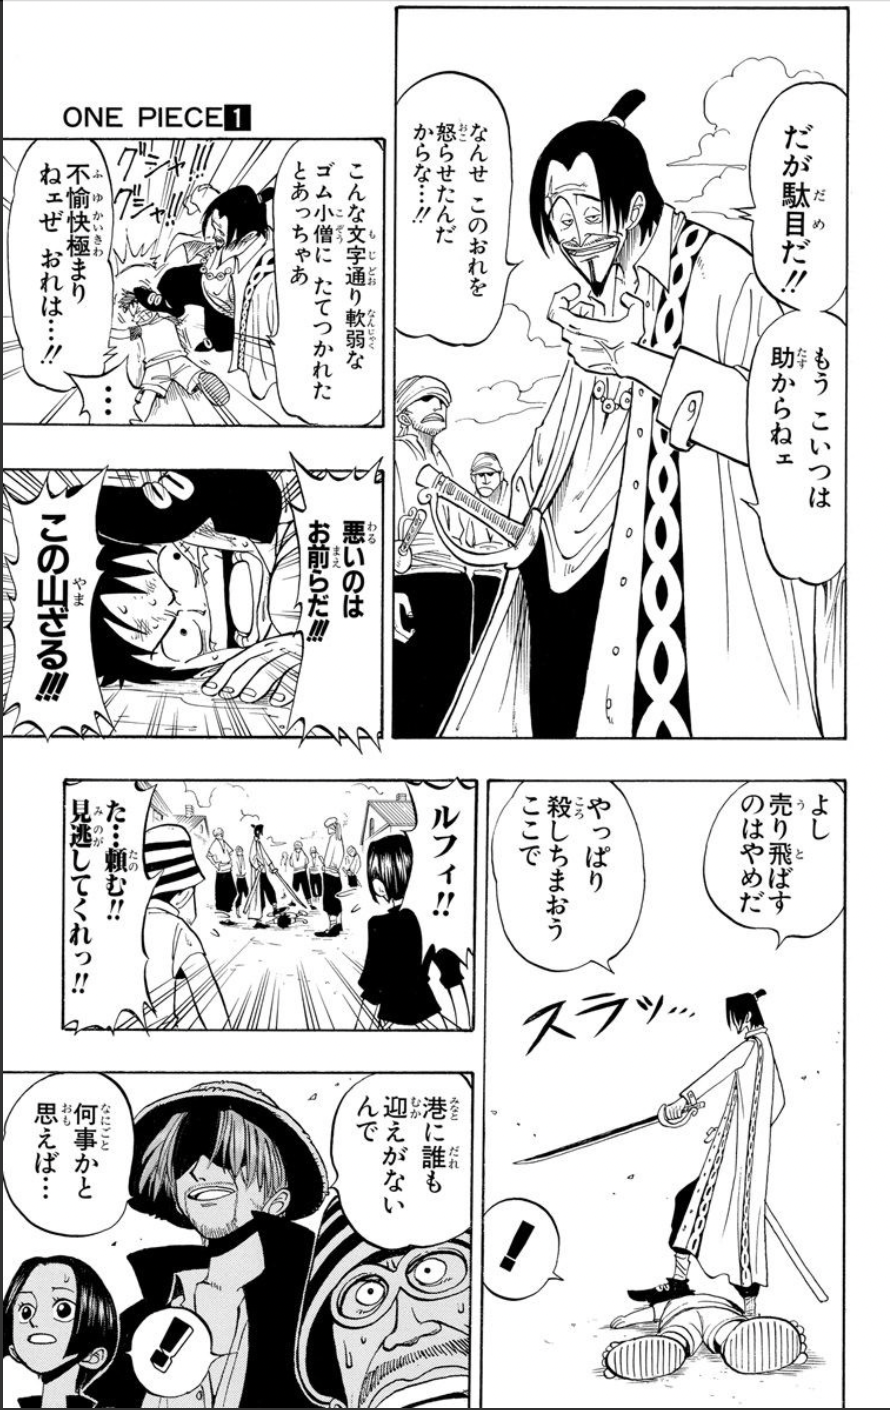 ONE PIECE 1
だが駄目だ!!
もう こいつは
助からねェ
なんせ このおれを
怒らせたんだ
からな…!!
こんな文字通り軟弱な
ゴム小僧に たてつかれた
とあっちゃあ
グシャ!!!
グシャ!!!
不愉快極まり
ねェぜ おれは…!!
…
悪いのは
お前らだ!!!
この山ざる!!!
よし
売り飛ばす
のはやめだ
やっぱり
殺しちまおう
ここで
スラッ…
!
ルフィ!!
た…頼む!!
見逃してくれっ!!
港に誰も
迎えがない
んで
何事かと
思えば…
!!